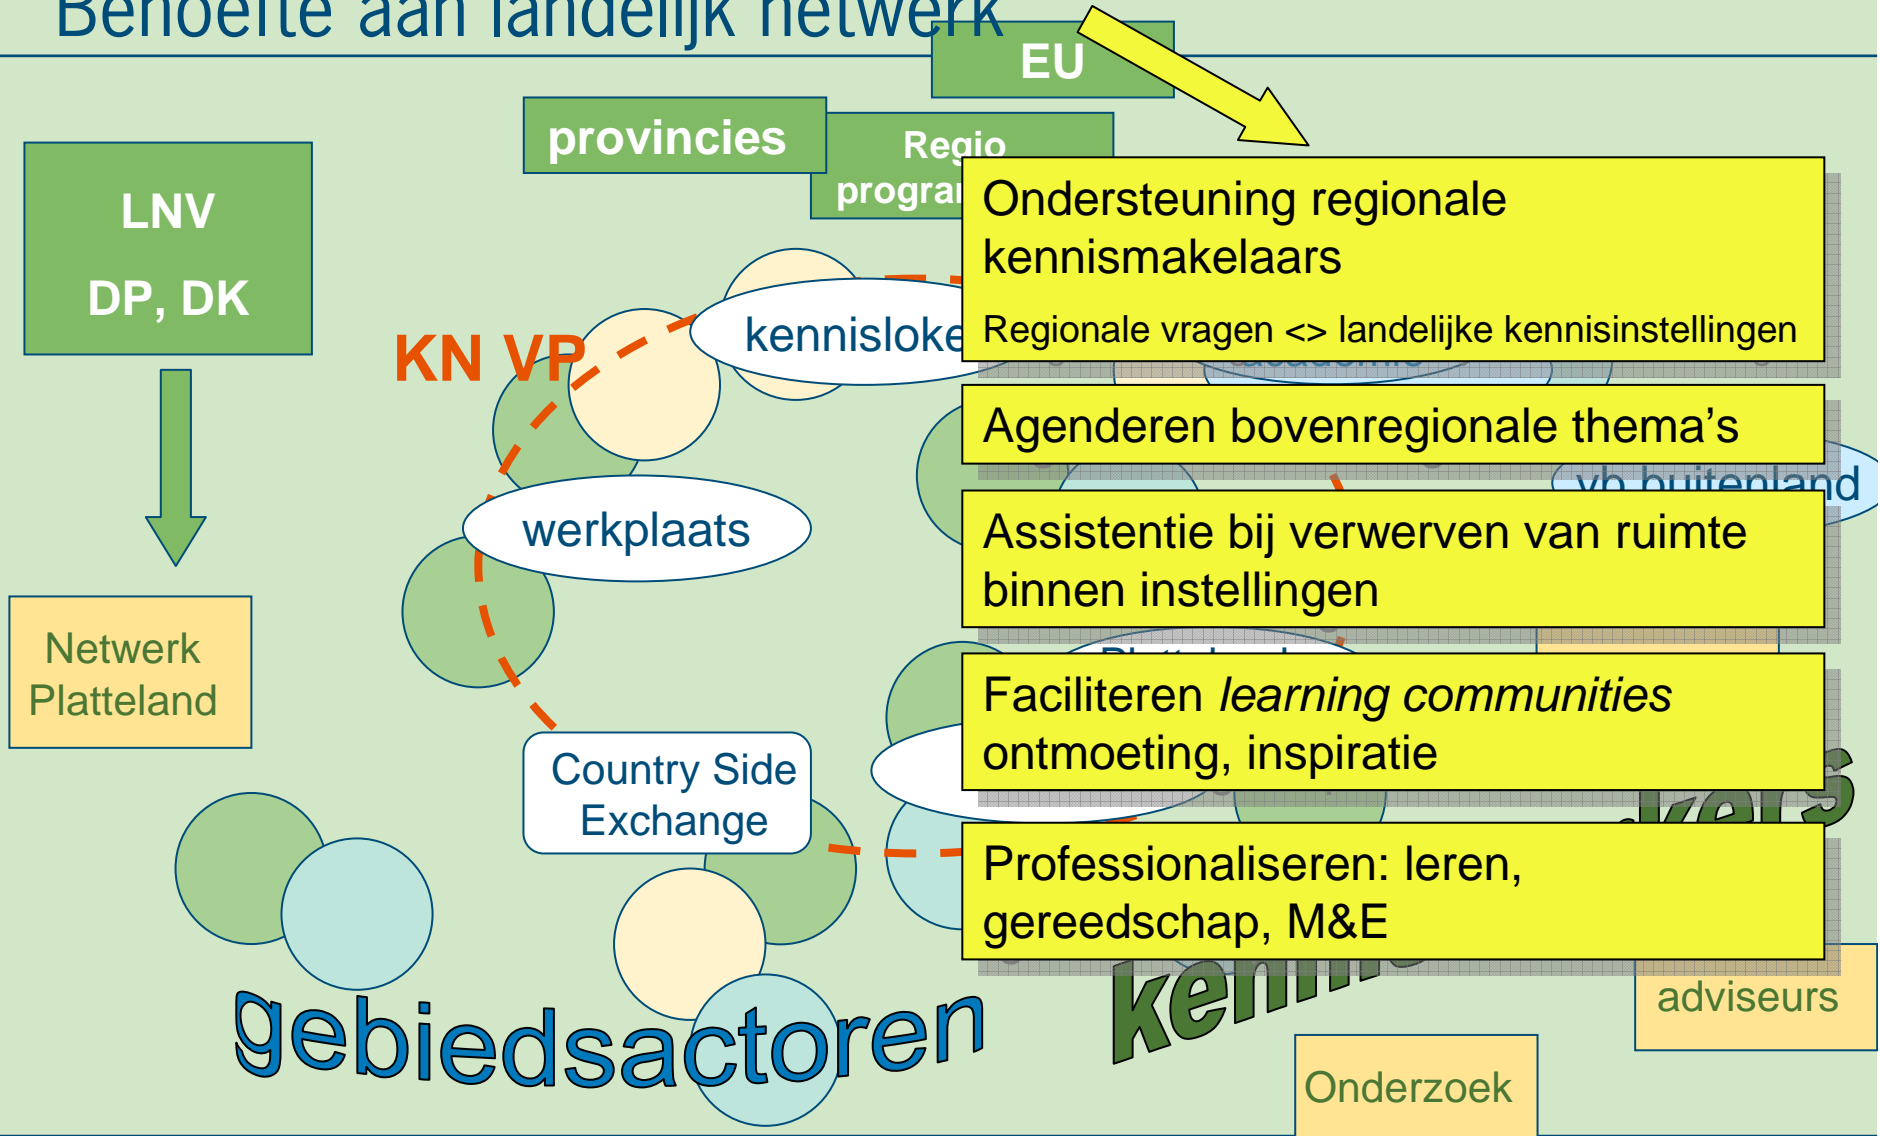 Behoefte aan landelijk netwerk
EU
provincies
Regio
LNV
DP, DK
KN VP
Ondersteuning regionale
kennismakelaars
Regionale vragen <> landelijke kennisinstellingen
Agenderen bovenregionale thema's
vb buitenland
werkplaats
Assistentie bij verwerven van ruimte
binnen instellingen
Netwerk
Platteland
Faciliteren learning communities
ontmoeting, inspiratie
Country Side
Exchange
Professionaliseren: leren,
gereedschap, M&E
gebiedsactoren
adviseurs
Onderzoek